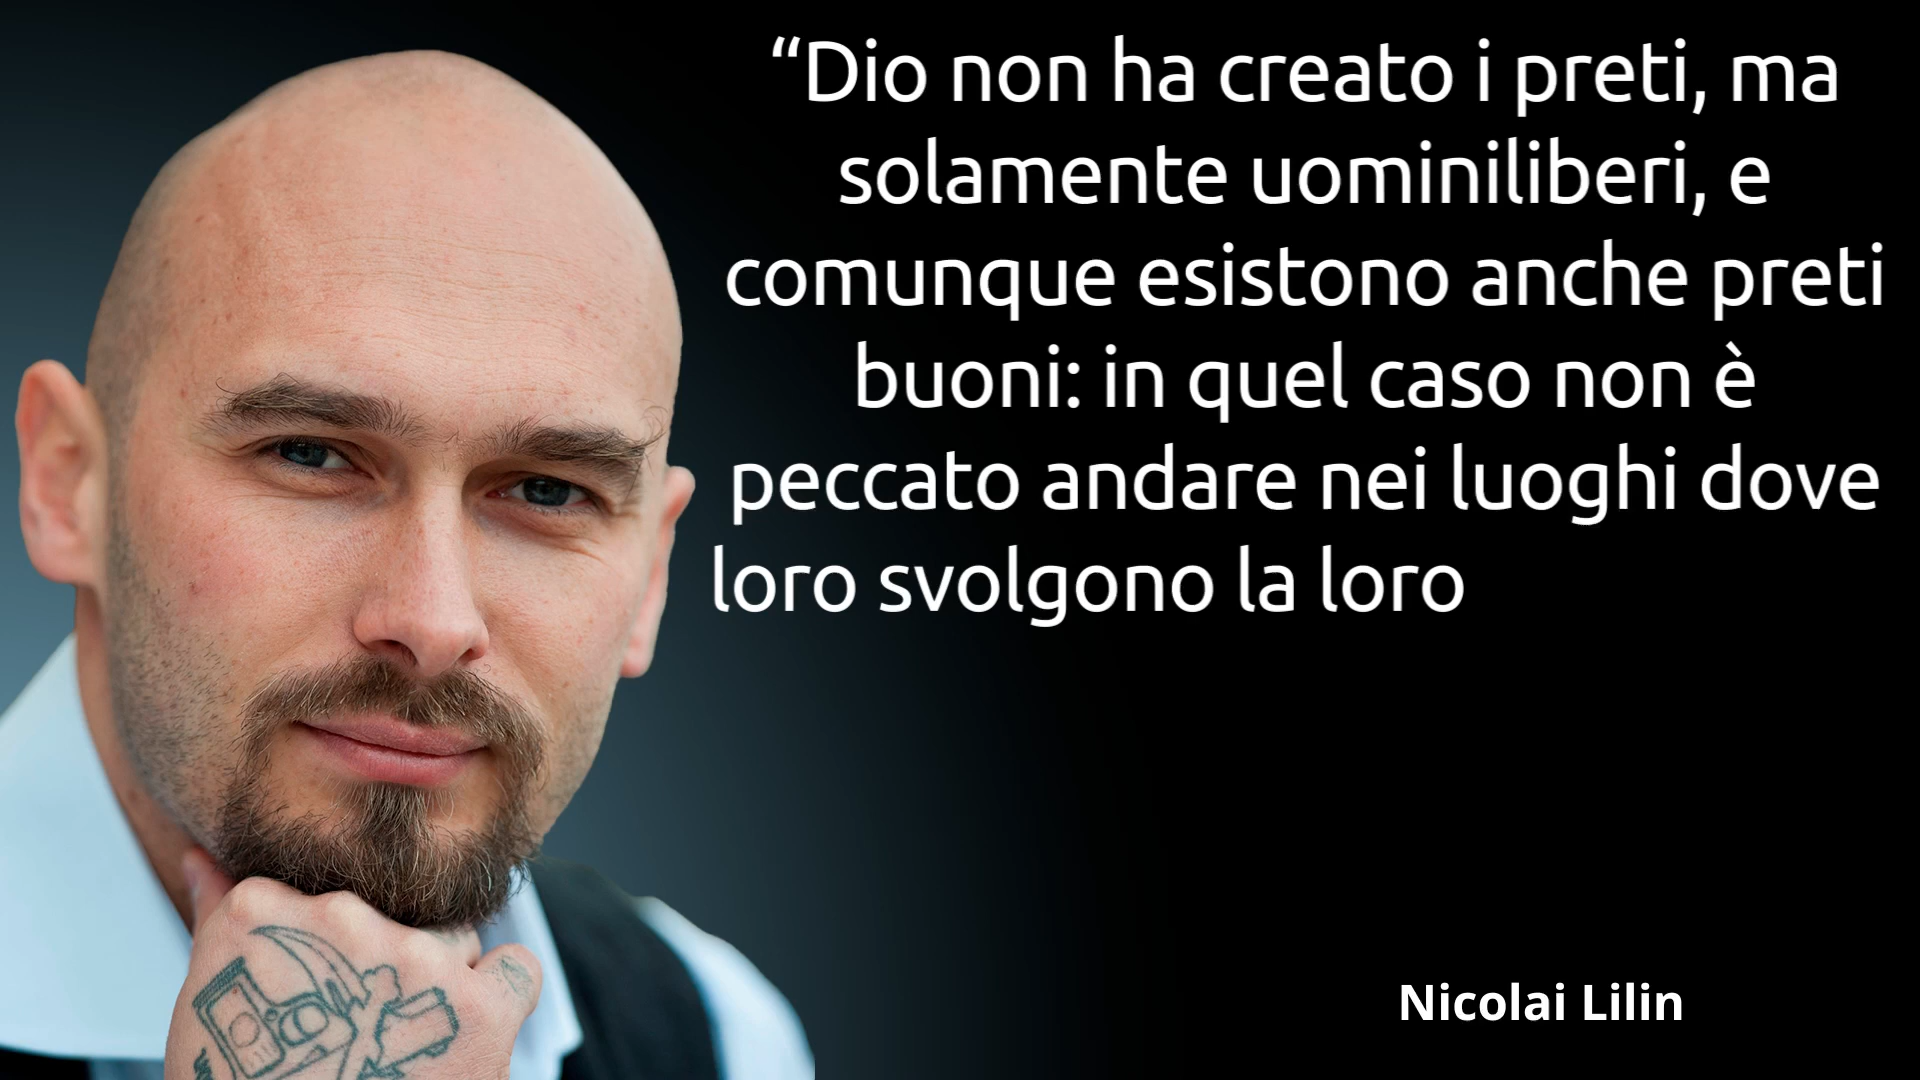 “Dio non ha creato i preti, ma
solamente uominiliberi, e
comunque esistono anche preti
buoni: in quel caso non è
peccato andare nei luoghi dove
loro svolgono la loro
Nicolai Lilin